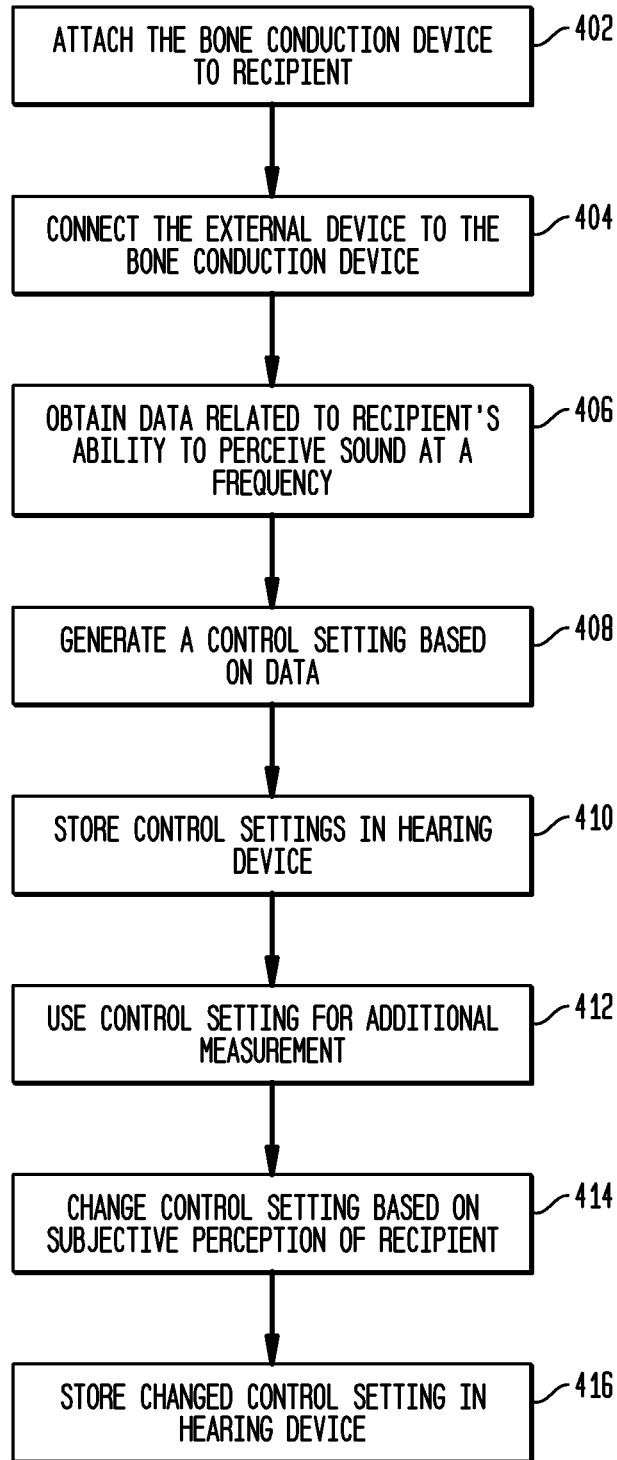 ATTACH THE BONE CONDUCTION DEVICE
TO RECIPIENT
402
CONNECT THE EXTERNAL DEVICE TO THE
BONE CONDUCTION DEVICE
404
OBTAIN DATA RELATED TO RECIPIENT'S
ABILITY TO PERCEIVE SOUND AT A
FREQUENCY
406
GENERATE A CONTROL SETTING BASED
ON DATA
408
STORE CONTROL SETTINGS IN HEARING
DEVICE
410
USE CONTROL SETTING FOR ADDITIONAL
MEASUREMENT
412
CHANGE CONTROL SETTING BASED ON
SUBJECTIVE PERCEPTION OF RECIPIENT
414
STORE CHANGED CONTROL SETTING IN
HEARING DEVICE
416